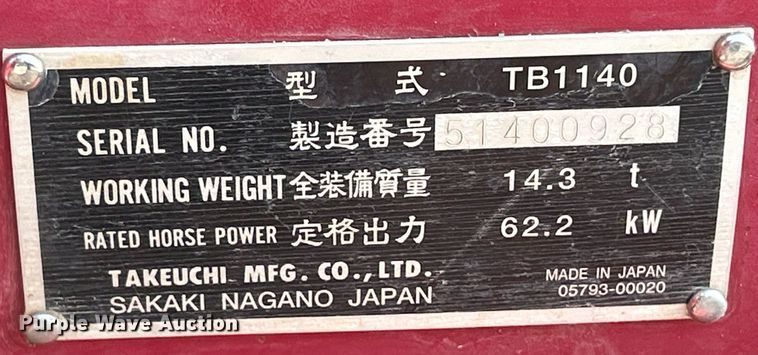 MODEL 型式 TB1140
SERIAL NO. 製造番号 51400928
WORKING WEIGHT 全装備質量 14.3 t
RATED HORSE POWER 定格出力 62.2 kW
TAKEUCHI MFG. CO.,LTD.
SAKAKI NAGANO JAPAN
MADE IN JAPAN
05793-00020
Purple Wave Auction